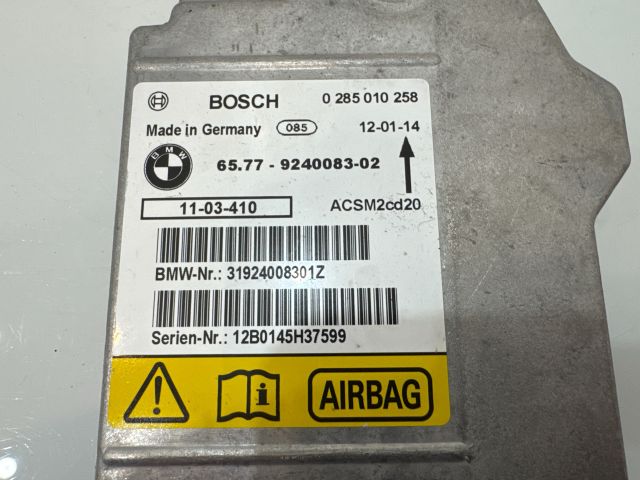 BOSCH 0 285 010 258
Made in Germany 085 12-01-14
BMW 65.77 - 9240083-02
11-03-410 ACSM2cd20
BMW-Nr.: 31924008301Z
Serien-Nr.: 12B0145H37599
i AIRBAG